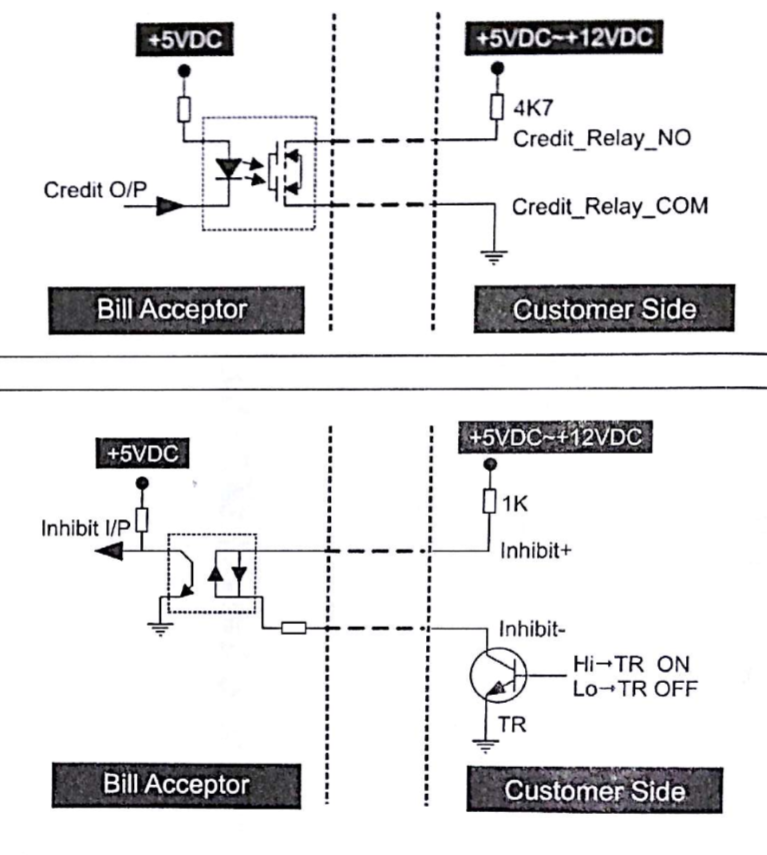 +5VDC
+5VDC~+12VDC
4K7
Credit_Relay_NO
Credit O/P
Credit_Relay_COM
Bill Acceptor
Customer Side
+5VDC
+5VDC~+12VDC
1K
Inhibit I/P
Inhibit+
Inhibit-
Hi→TR ON
Lo→TR OFF
TR
Bill Acceptor
Customer Side